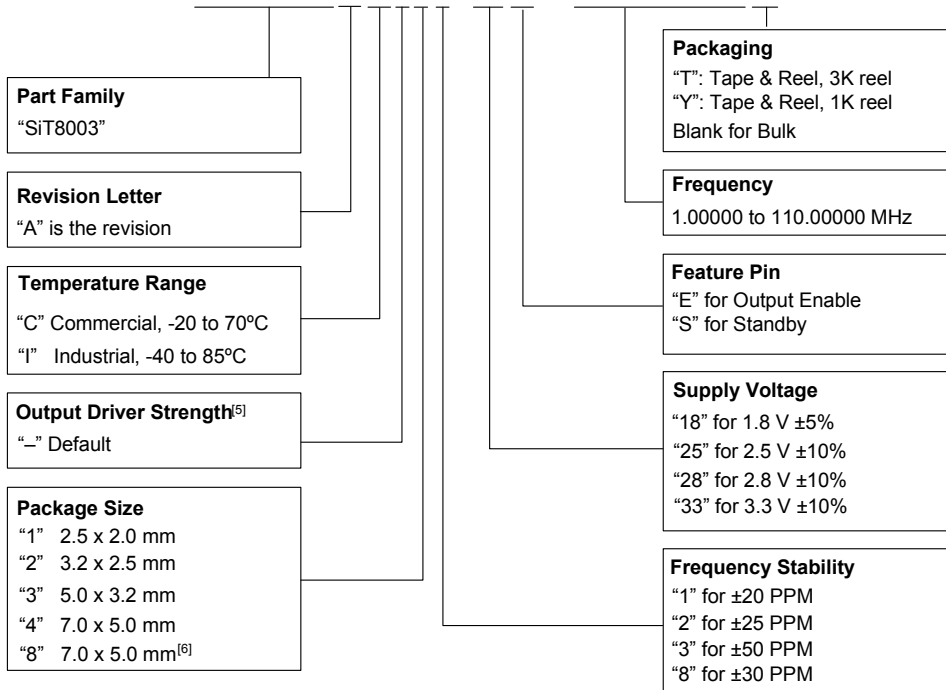 Part Family
“SiT8003”
Revision Letter
“A” is the revision
Temperature Range
“C” Commercial, -20 to 70ºC
“I” Industrial, -40 to 85ºC
Output Driver Strength[5]
“–” Default
Package Size
“1” 2.5 x 2.0 mm
“2” 3.2 x 2.5 mm
“3” 5.0 x 3.2 mm
“4” 7.0 x 5.0 mm
“8” 7.0 x 5.0 mm[6]
Packaging
“T”: Tape & Reel, 3K reel
“Y”: Tape & Reel, 1K reel
Blank for Bulk
Frequency
1.00000 to 110.00000 MHz
Feature Pin
“E” for Output Enable
“S” for Standby
Supply Voltage
“18” for 1.8 V ±5%
“25” for 2.5 V ±10%
“28” for 2.8 V ±10%
“33” for 3.3 V ±10%
Frequency Stability
“1” for ±20 PPM
“2” for ±25 PPM
“3” for ±50 PPM
“8” for ±30 PPM